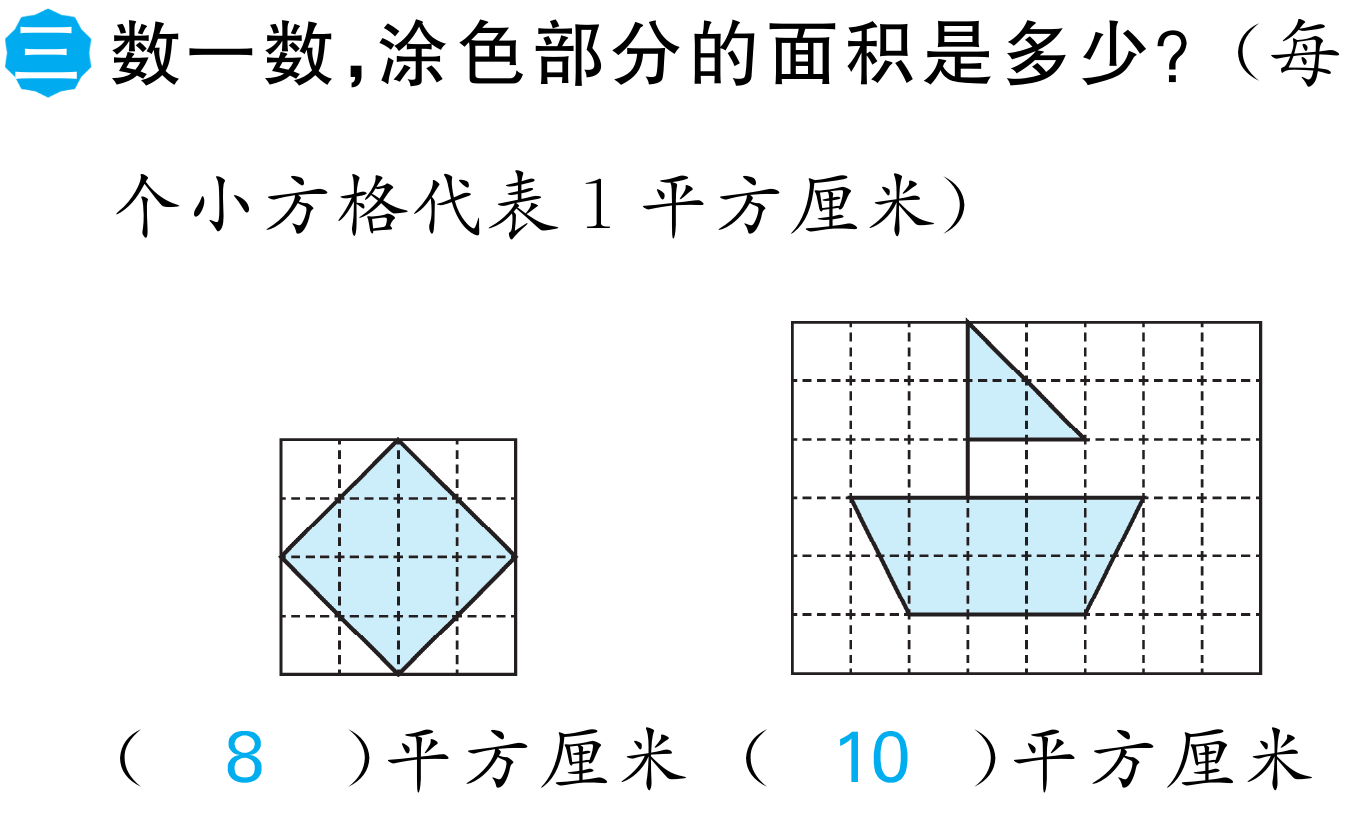 三 数一数,涂色部分的面积是多少?(每
个小方格代表1平方厘米)
( 8 )平方厘米 ( 10 )平方厘米